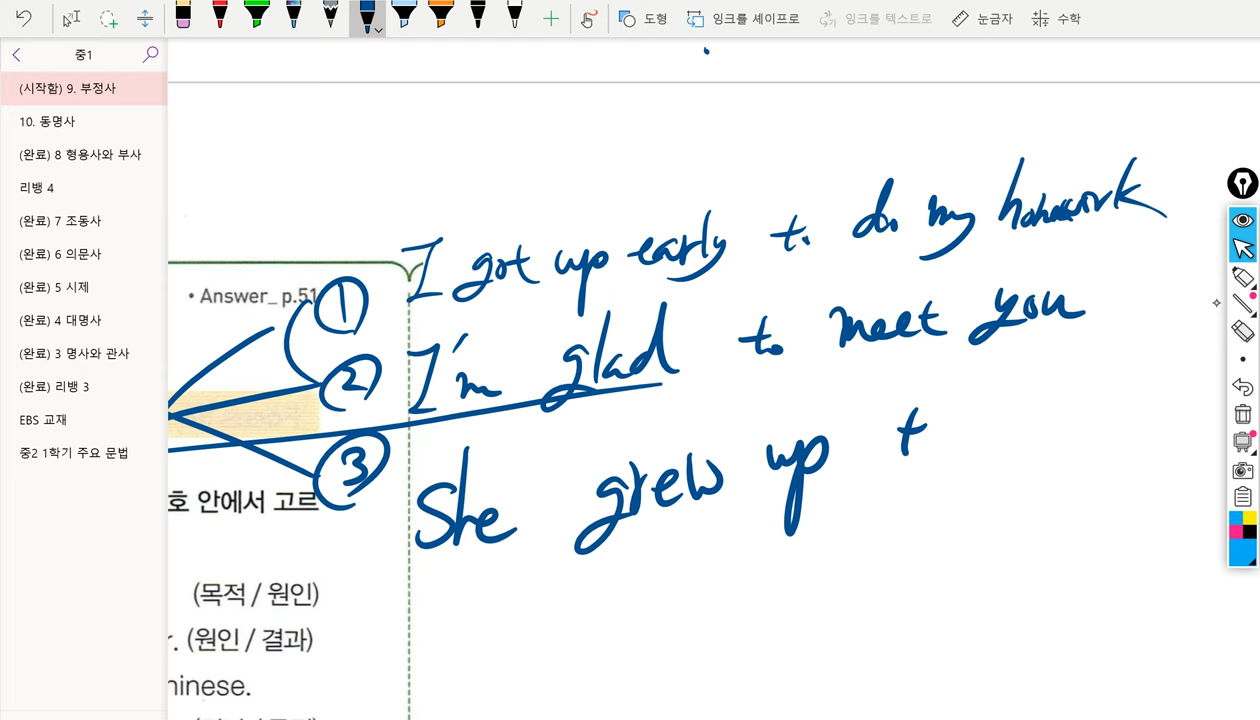 도형
잉크를 셰이프로
잉크를 텍스트로
눈금자
수학
중1
(시작함) 9. 부정사
10. 동명사
(완료) 8 형용사와 부사
리뱅 4
(완료) 7 조동사
(완료) 6 의문사
(완료) 5 시제
(완료) 4 대명사
(완료) 3 명사와 관사
(완료) 리뱅 3
EBS 교재
중2 1학기 주요 문법
• Answer_ p.51
① I got up early to do my homework
② I'm glad to meet you
③ She grew up t
호 안에서 고르
(목적 / 원인)
r. (원인 / 결과)
hinese.